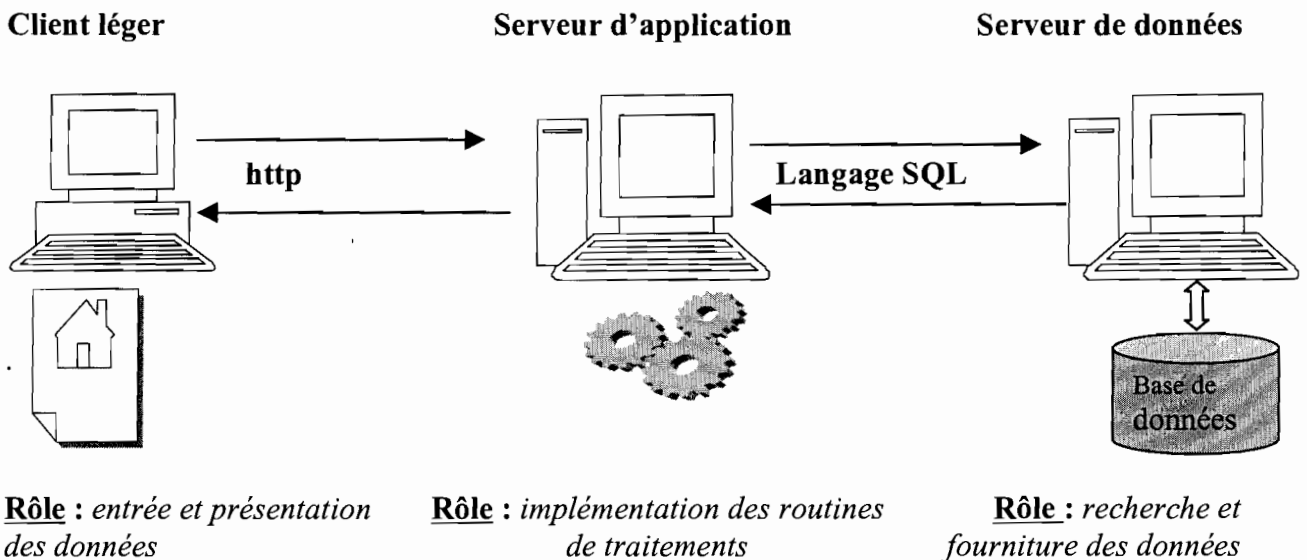 Client léger
Serveur d'application
Serveur de données
http
Langage SQL
Base de
données
Rôle : entrée et présentation
des données
Rôle : implémentation des routines
de traitements
Rôle : recherche et
fourniture des données